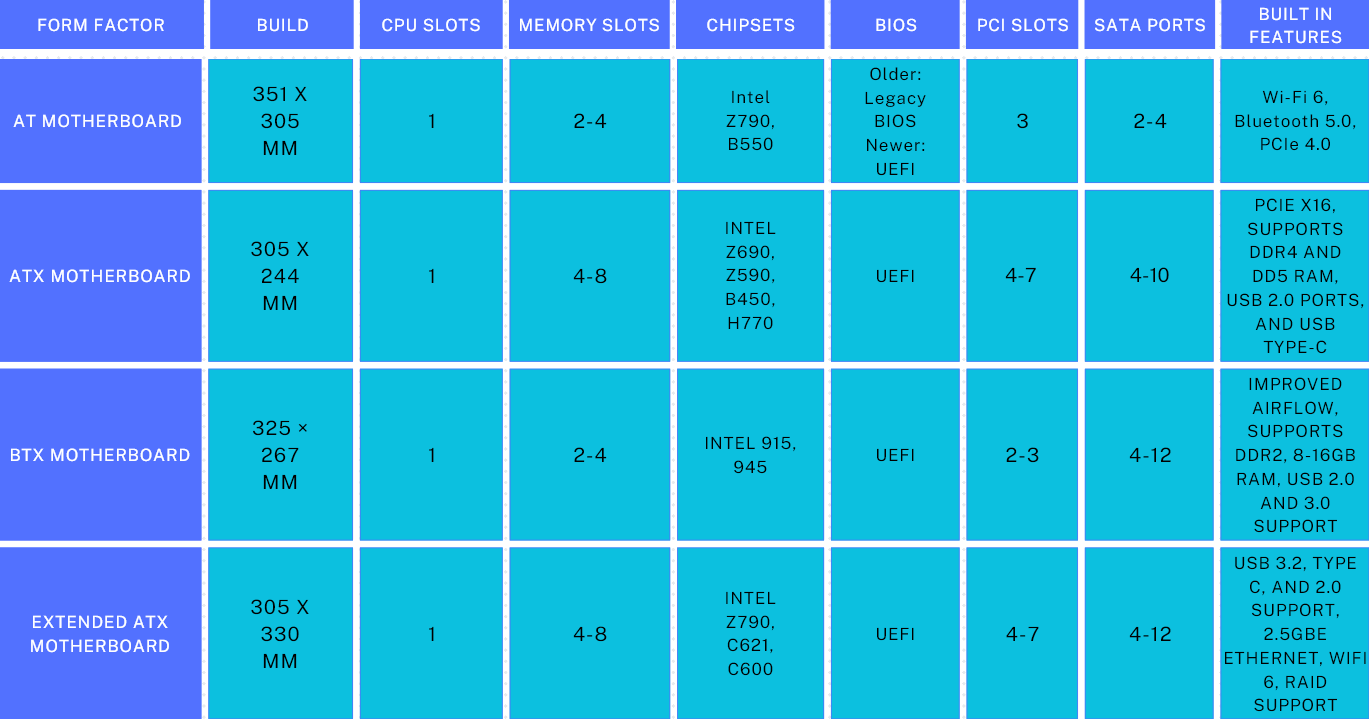 FORM FACTOR
BUILD
CPU SLOTS
MEMORY SLOTS
CHIPSETS
BIOS
PCI SLOTS
SATA PORTS
BUILT IN
FEATURES
AT MOTHERBOARD
351 X
305
MM
1
2-4
Intel
Z790,
B550
Older:
Legacy
BIOS
Newer:
UEFI
3
2-4
Wi-Fi 6,
Bluetooth 5.0,
PCIe 4.0
ATX MOTHERBOARD
305 X
244
MM
1
4-8
INTEL
Z690,
Z590,
B450,
H770
UEFI
4-7
4-10
PCIE X16,
SUPPORTS
DDR4 AND
DD5 RAM,
USB 2.0 PORTS,
AND USB
TYPE-C
BTX MOTHERBOARD
325 ×
267
MM
1
2-4
INTEL 915,
945
UEFI
2-3
4-12
IMPROVED
AIRFLOW,
SUPPORTS
DDR2, 8-16GB
RAM, USB 2.0
AND 3.0
SUPPORT
EXTENDED ATX
MOTHERBOARD
305 X
330
MM
1
4-8
INTEL
Z790,
C621,
C600
UEFI
4-7
4-12
USB 3.2, TYPE
C, AND 2.0
SUPPORT,
2.5GBE
ETHERNET, WIFI
6, RAID
SUPPORT